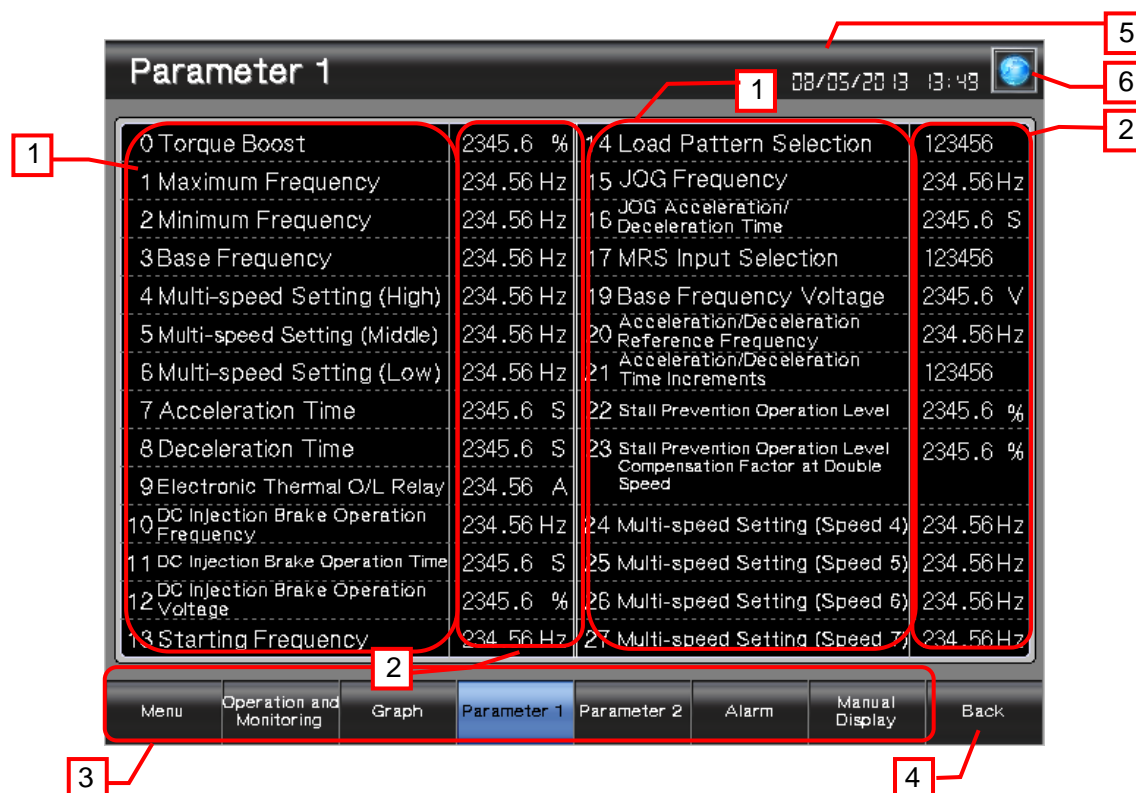 5
Parameter 1
1
08/05/2013 13:49
6
1
2
0 Torque Boost 2345.6 %
1 Maximum Frequency 234.56 Hz
2 Minimum Frequency 234.56 Hz
3 Base Frequency 234.56 Hz
4 Multi-speed Setting (High) 234.56 Hz
5 Multi-speed Setting (Middle) 234.56 Hz
6 Multi-speed Setting (Low) 234.56 Hz
7 Acceleration Time 2345.6 S
8 Deceleration Time 2345.6 S
9 Electronic Thermal O/L Relay 234.56 A
10 DC Injection Brake Operation
Frequency 234.56 Hz
11 DC Injection Brake Operation Time 2345.6 S
12 DC Injection Brake Operation
Voltage 2345.6 %
13 Starting Frequency 234.56 Hz
14 Load Pattern Selection 123456
15 JOG Frequency 234.56 Hz
16 JOG Acceleration/
Deceleration Time 2345.6 S
17 MRS Input Selection 123456
19 Base Frequency Voltage 2345.6 V
20 Acceleration/Deceleration
Reference Frequency 234.56 Hz
21 Acceleration/Deceleration
Time Increments 123456
22 Stall Prevention Operation Level 2345.6 %
23 Stall Prevention Operation Level 2345.6 %
Compensation Factor at Double
Speed
24 Multi-speed Setting (Speed 4) 234.56 Hz
25 Multi-speed Setting (Speed 5) 234.56 Hz
26 Multi-speed Setting (Speed 6) 234.56 Hz
27 Multi-speed Setting (Speed 7) 234.56 Hz
2
Menu
Operation and
Monitoring
Graph
Parameter 1
Parameter 2
Alarm
Manual
Display
Back
3
4